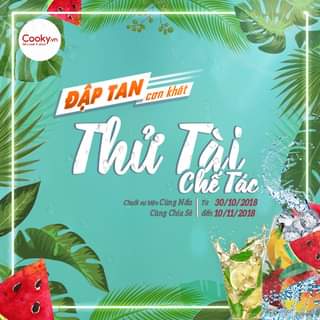 Cooky.vn
ĐẬP TAN
cơn khát
Thử Tài
Chế Tác
Chuỗi sự kiện Cùng Nấu Từ 30/10/2018
Cùng Chia Sẻ đến 10/11/2018